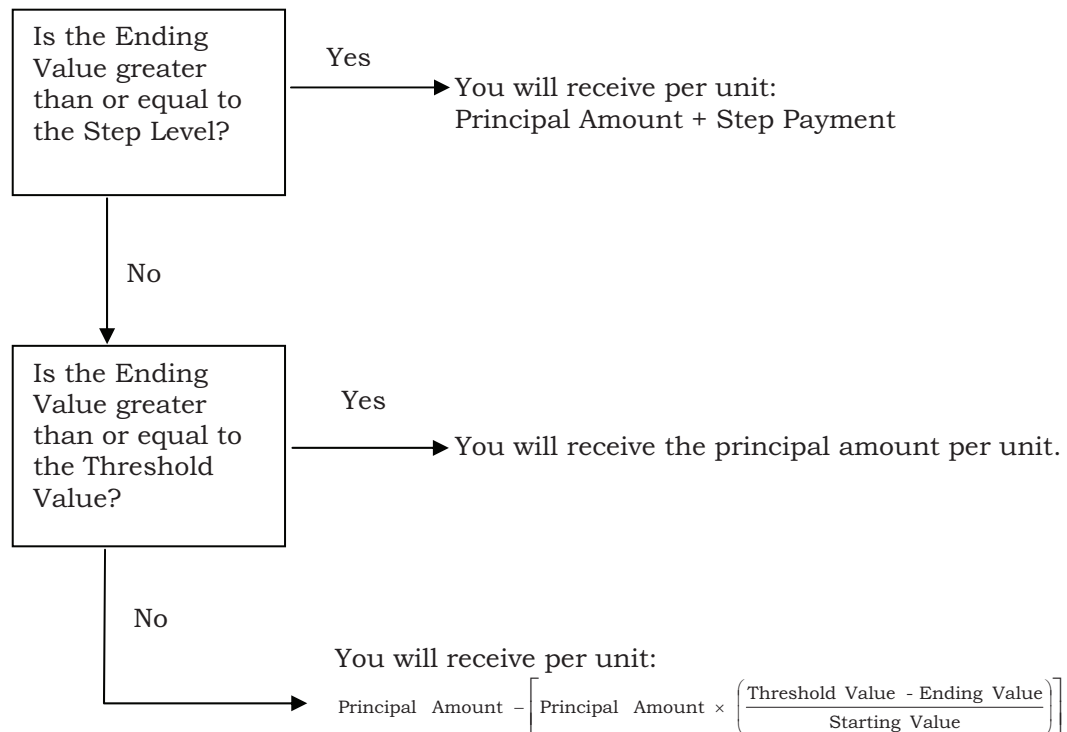 Is the Ending
Value greater
than or equal to
the Step Level?
Yes
You will receive per unit:
Principal Amount + Step Payment
No
Is the Ending
Value greater
than or equal to
the Threshold
Value?
Yes
You will receive the principal amount per unit.
No
You will receive per unit:
Principal Amount − [Principal Amount × (Threshold Value - Ending Value / Starting Value)]